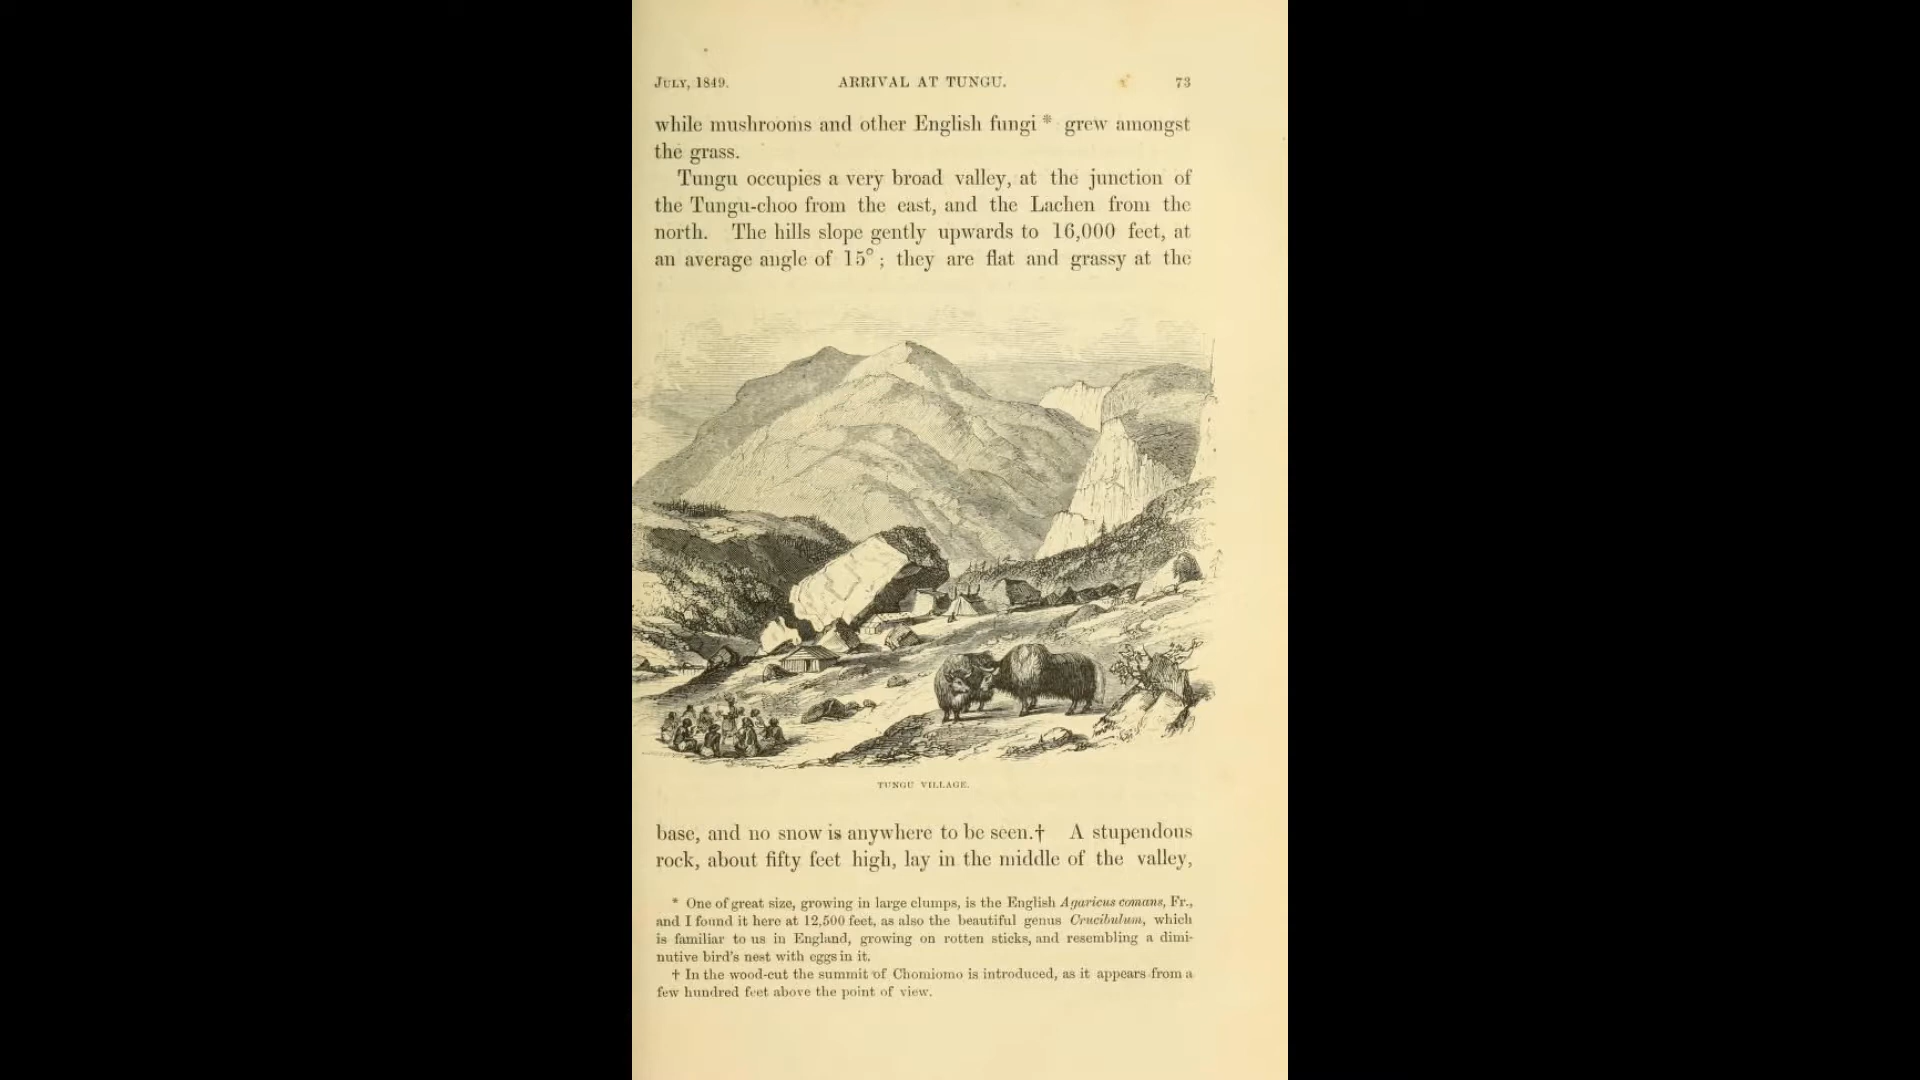 July, 1849. ARRIVAL AT TUNGU. 73
while mushrooms and other English fungi * grew amongst
the grass.
Tungu occupies a very broad valley, at the junction of
the Tungu-choo from the east, and the Lachen from the
north. The hills slope gently upwards to 16,000 feet, at
an average angle of 15°; they are flat and grassy at the
TUNGU VILLAGE.
base, and no snow is anywhere to be seen.† A stupendous
rock, about fifty feet high, lay in the middle of the valley,
* One of great size, growing in large clumps, is the English Agaricus comans, Fr.,
and I found it here at 12,500 feet, as also the beautiful genus Crucibulum, which
is familiar to us in England, growing on rotten sticks, and resembling a dimi-
nutive bird's nest with eggs in it.
† In the wood-cut the summit of Chomiomo is introduced, as it appears from a
few hundred feet above the point of view.